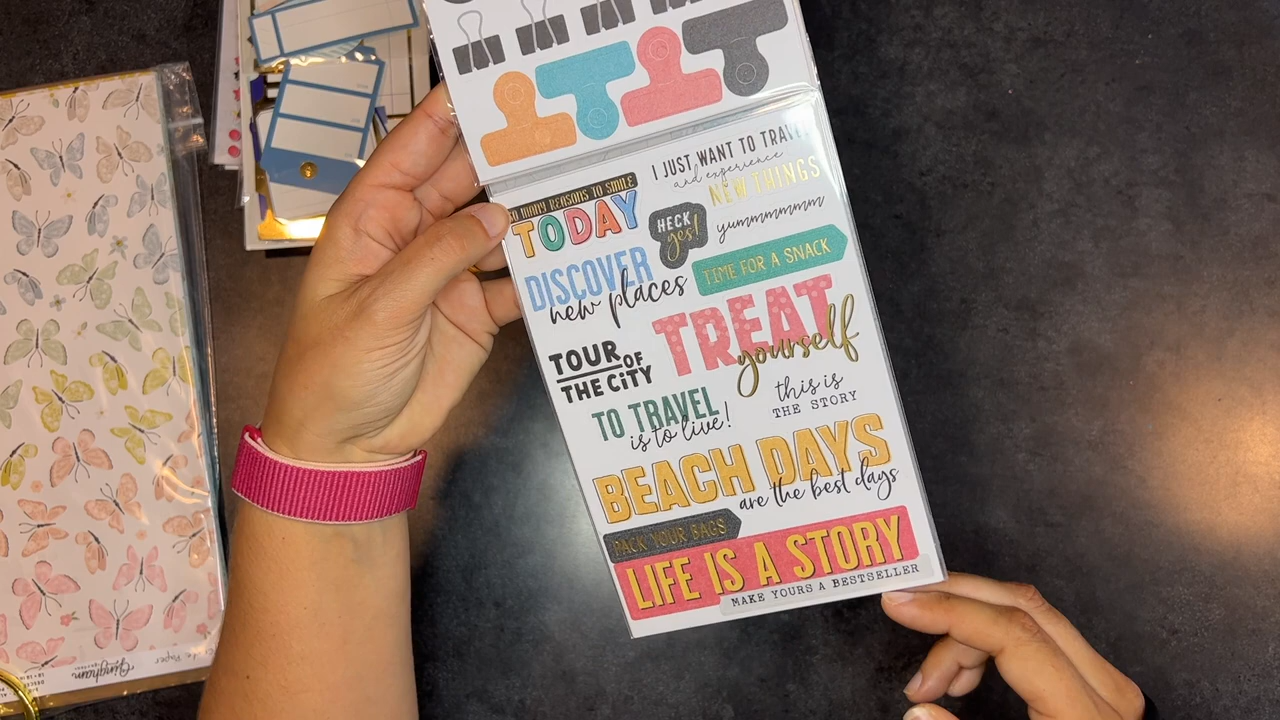 I JUST WANT TO TRAVEL
and experience
NEW THINGS
SO MANY REASONS TO SMILE
TODAY
HECK
yes!
yummmmmm
DISCOVER
new places
TIME FOR A SNACK
TREAT
yourself
TOUR OF
THE CiTY
this is
THE STORY
TO TRAVEL
is to live!
BEACH DAYS
are the best days
PACK YOUR BAGS
LIFE IS A STORY
MAKE YOURS A BESTSELLER
Gingham
Paper